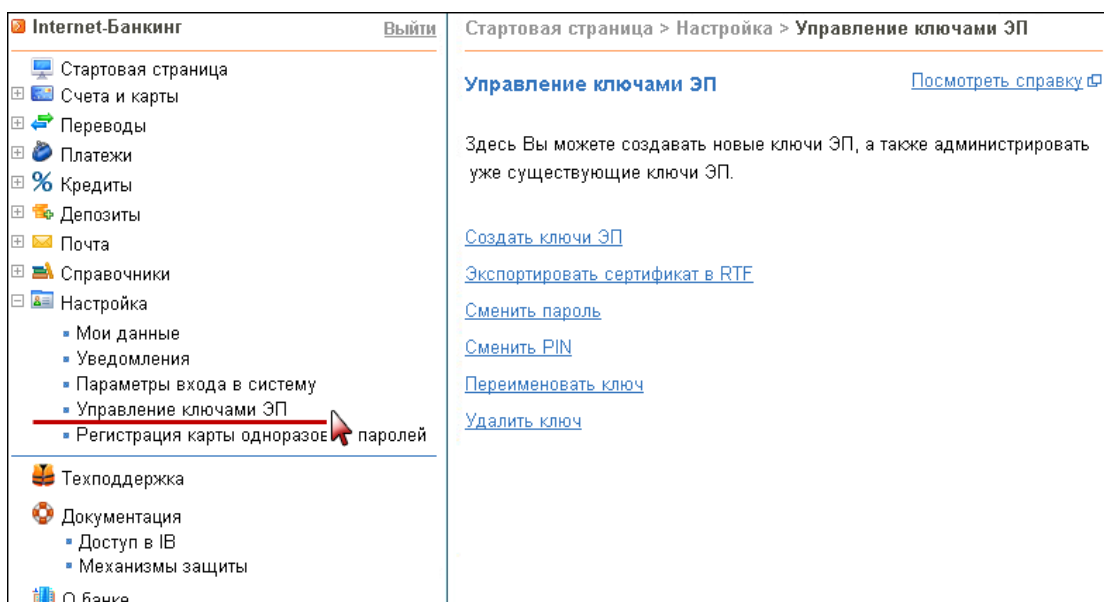 Internet-Банкинг
Выйти
Стартовая страница
Счета и карты
Переводы
Платежи
Кредиты
Депозиты
Почта
Справочники
Настройка
Мои данные
Уведомления
Параметры входа в систему
Управление ключами ЭП
Регистрация карты одноразов паролей
Техподдержка
Документация
Доступ в IB
Механизмы защиты
О банке
Стартовая страница > Настройка > Управление ключами ЭП
Управление ключами ЭП
Посмотреть справку
Здесь Вы можете создавать новые ключи ЭП, а также администрировать
уже существующие ключи ЭП.
Создать ключи ЭП
Экспортировать сертификат в RTF
Сменить пароль
Сменить PIN
Переименовать ключ
Удалить ключ